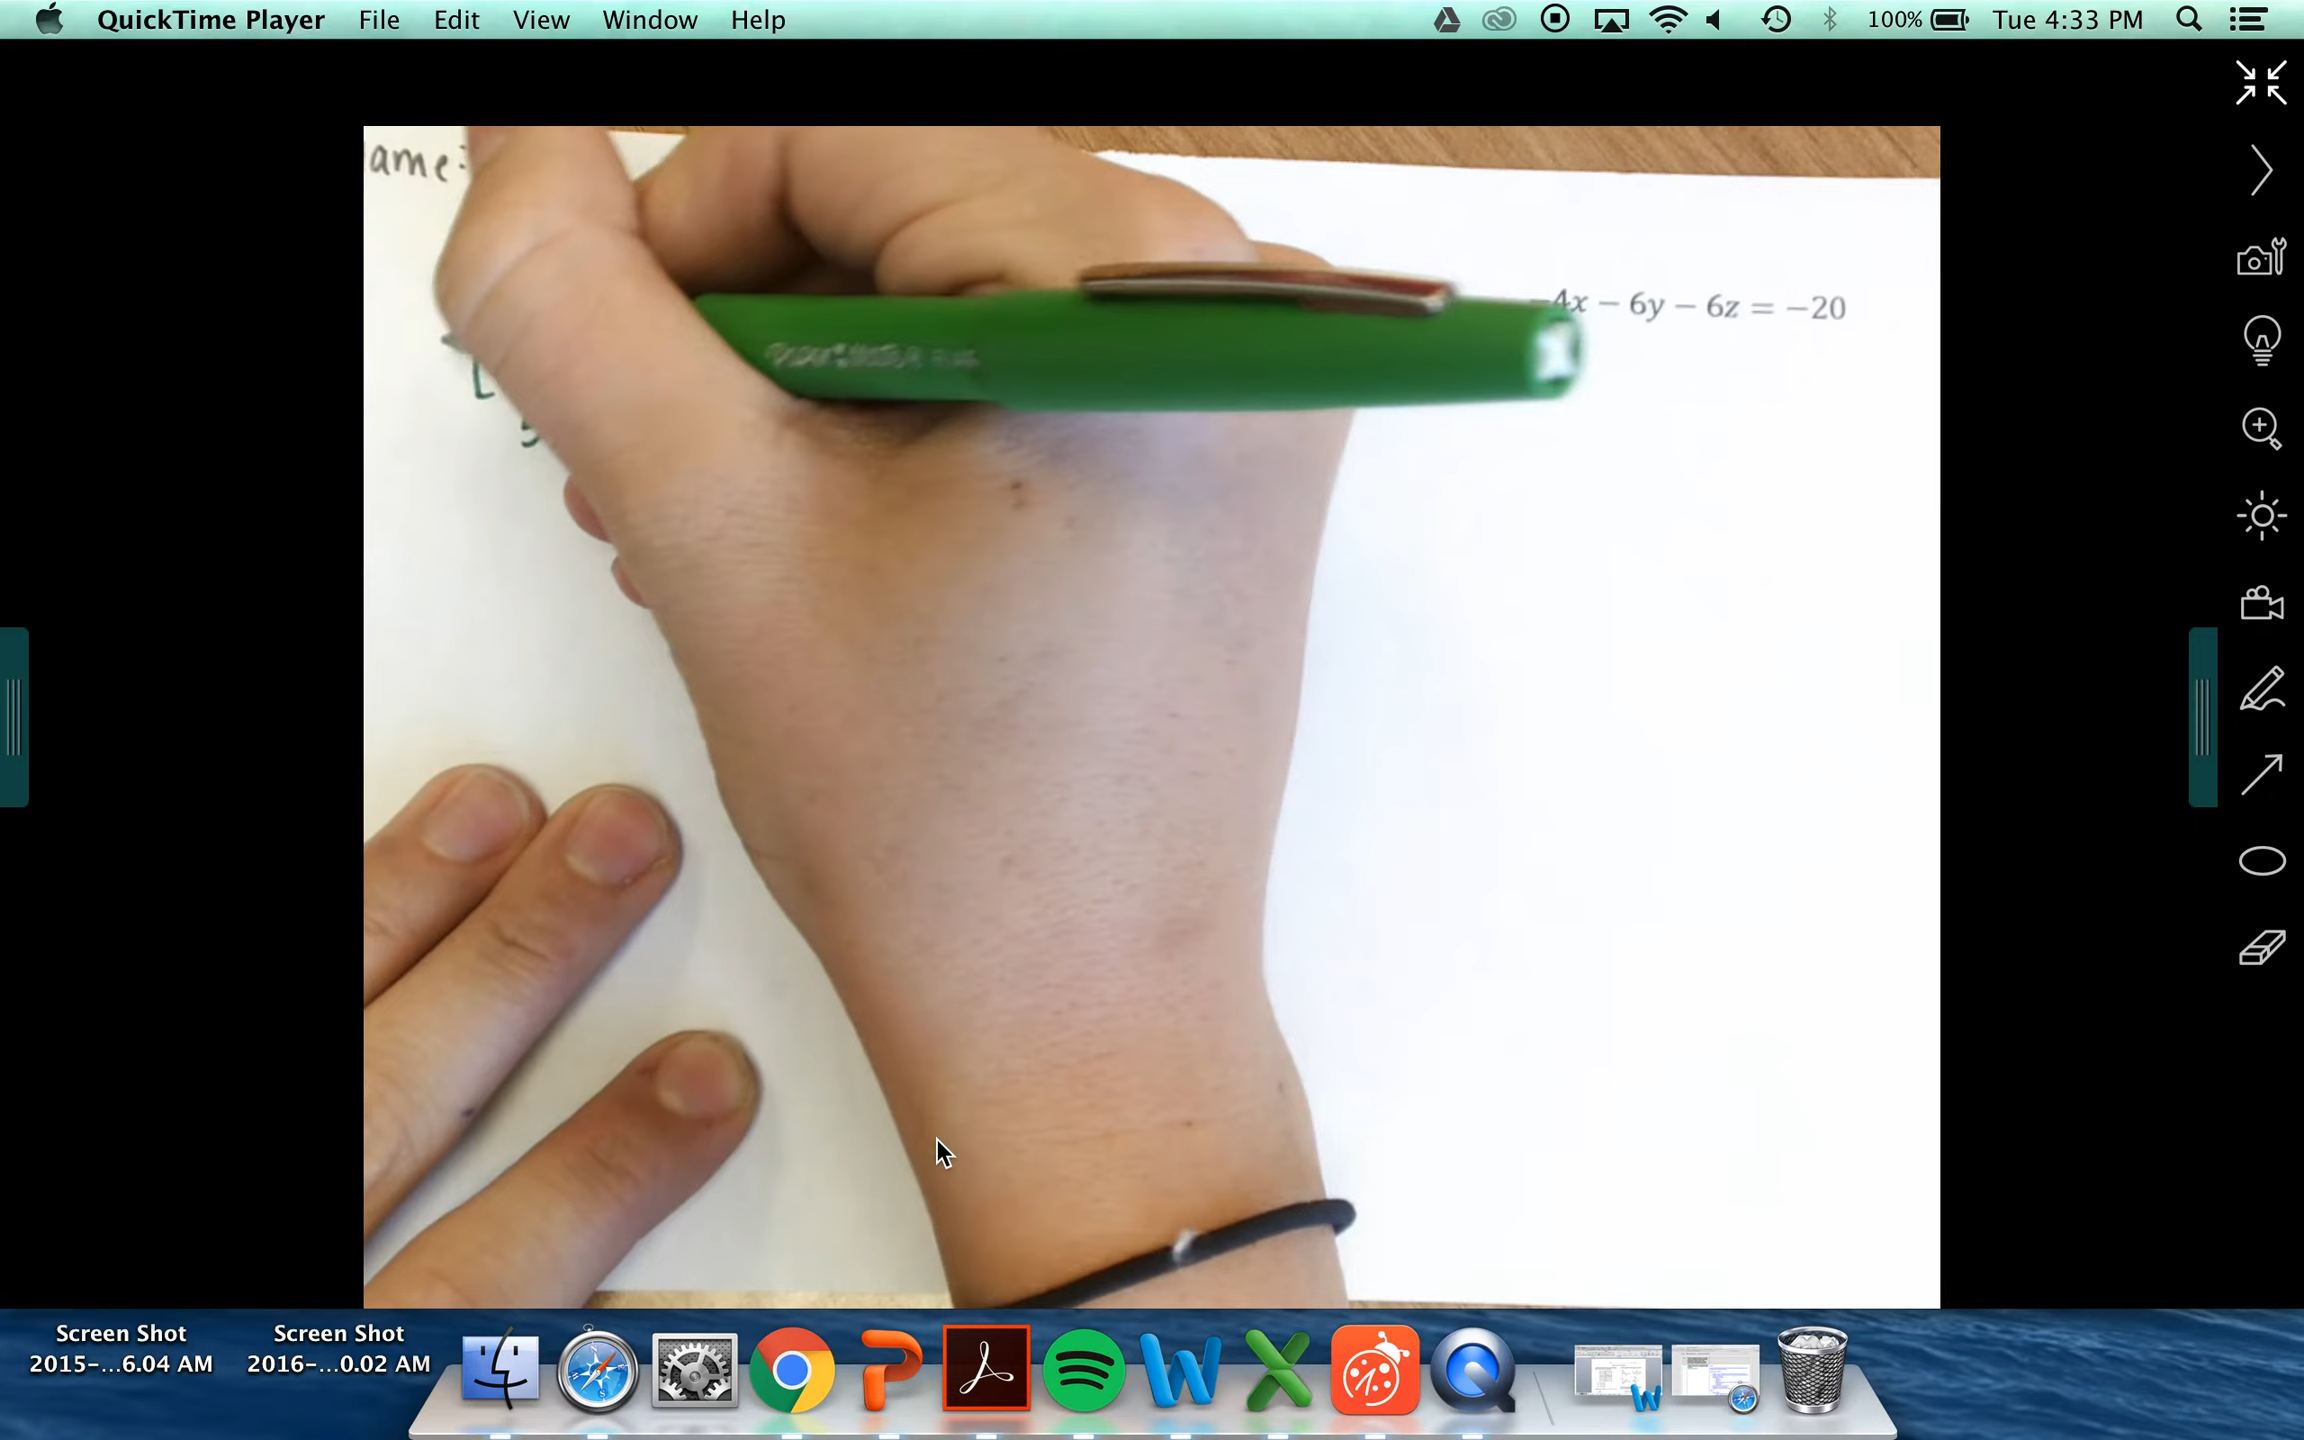 QuickTime Player File Edit View Window Help 100% Tue 4:33 PM
ame:
-4x − 6y − 6z = −20
5
Screen Shot
2015-...6.04 AM
Screen Shot
2016-...0.02 AM